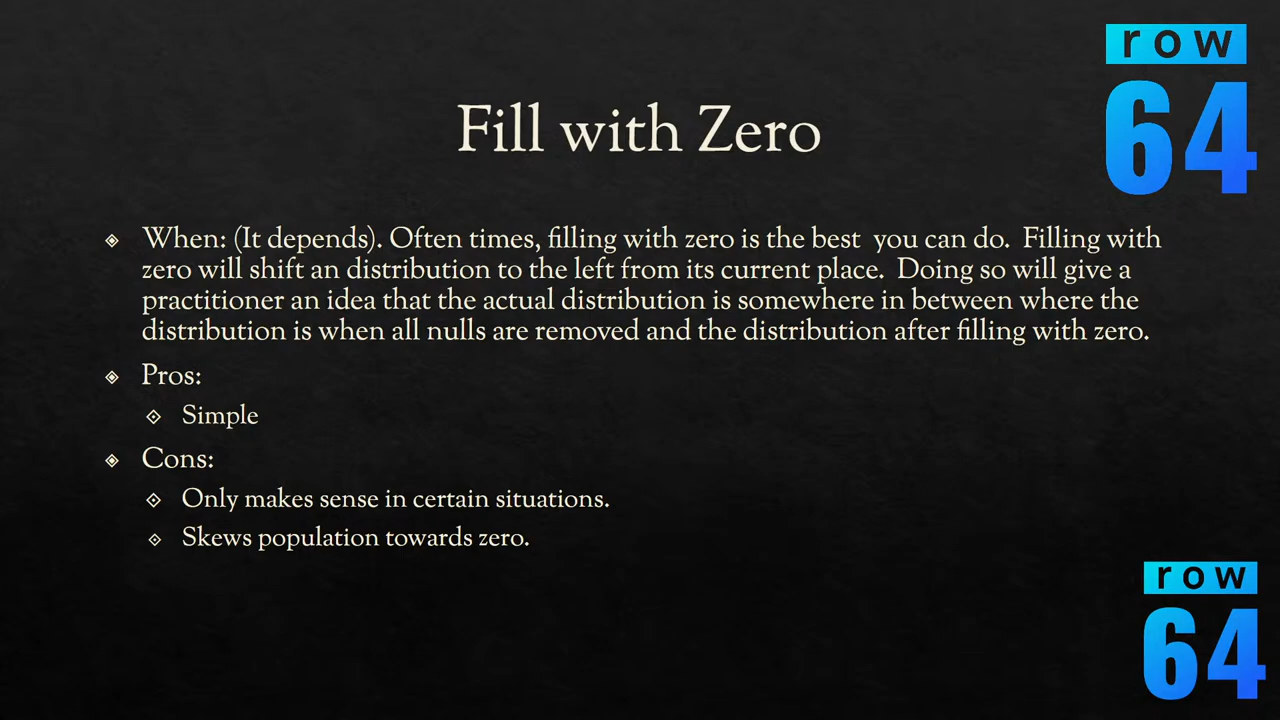 row
64
Fill with Zero
When: (It depends). Often times, filling with zero is the best  you can do.  Filling with
zero will shift an distribution to the left from its current place.  Doing so will give a
practitioner an idea that the actual distribution is somewhere in between where the
distribution is when all nulls are removed and the distribution after filling with zero.
Pros:
Simple
Cons:
Only makes sense in certain situations.
Skews population towards zero.
row
64